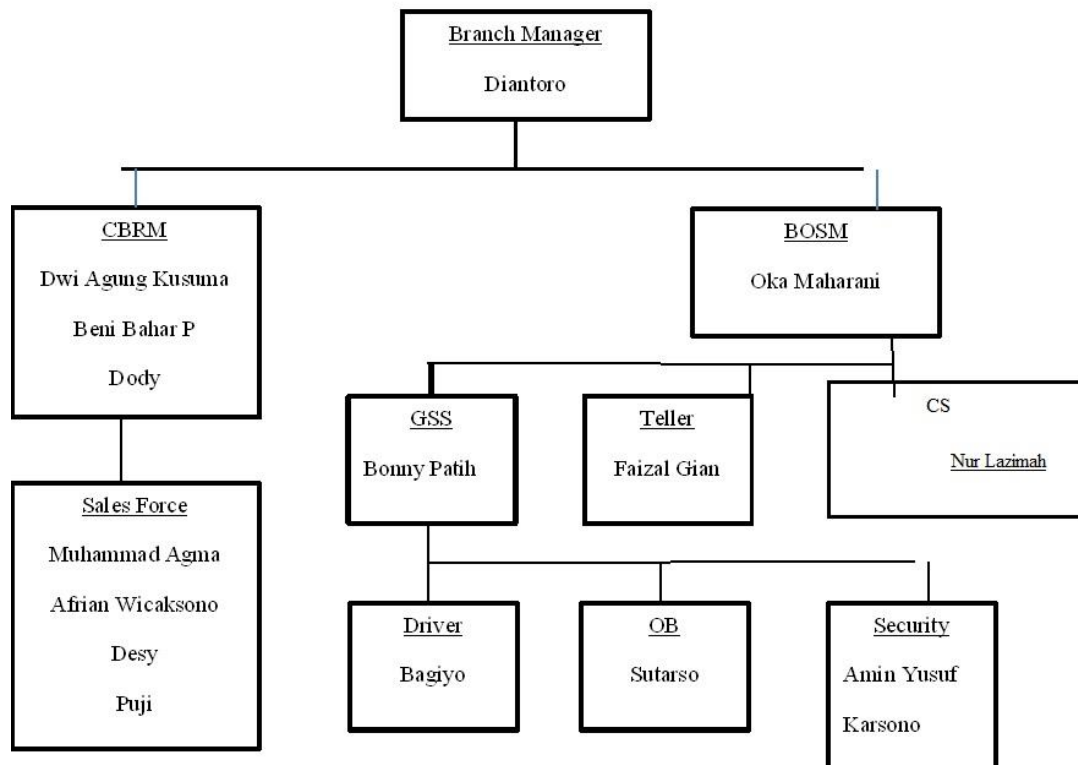 Branch Manager
Diantoro
CBRM
Dwi Agung Kusuma
Beni Bahar P
Dody
BOSM
Oka Maharani
GSS
Bonny Patih
Teller
Faizal Gian
CS
Nur Lazimah
Sales Force
Muhammad Agma
Afrian Wicaksono
Desy
Puji
Driver
Bagiyo
OB
Sutarso
Security
Amin Yusuf
Karsono